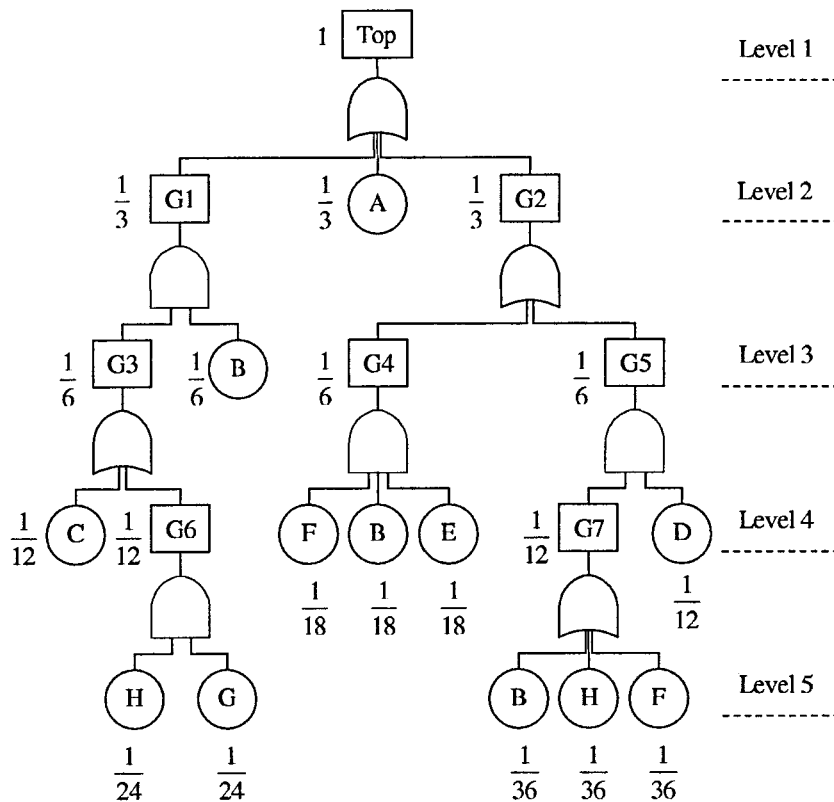 1 Top Level 1
1/3 G1 1/3 A 1/3 G2 Level 2
1/6 G3 1/6 B 1/6 G4 1/6 G5 Level 3
1/12 C 1/12 G6 F B E 1/12 G7 D Level 4
1/18 1/18 1/18 1/12
H G B H F Level 5
1/24 1/24 1/36 1/36 1/36